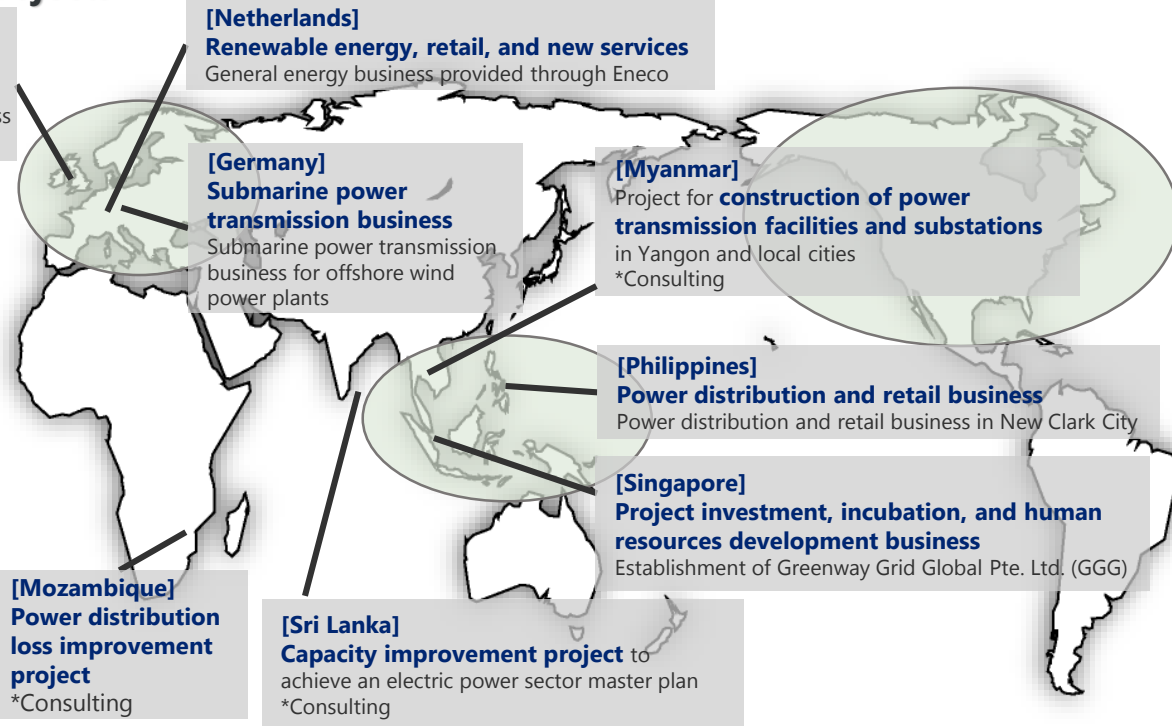 [Netherlands]
Renewable energy, retail, and new services
General energy business provided through Eneco
[Germany]
Submarine power
transmission business
Submarine power transmission
business for offshore wind
power plants
[Myanmar]
Project for construction of power
transmission facilities and substations
in Yangon and local cities
*Consulting
[Philippines]
Power distribution and retail business
Power distribution and retail business in New Clark City
[Singapore]
Project investment, incubation, and human
resources development business
Establishment of Greenway Grid Global Pte. Ltd. (GGG)
[Mozambique]
Power distribution
loss improvement
project
*Consulting
[Sri Lanka]
Capacity improvement project to
achieve an electric power sector master plan
*Consulting